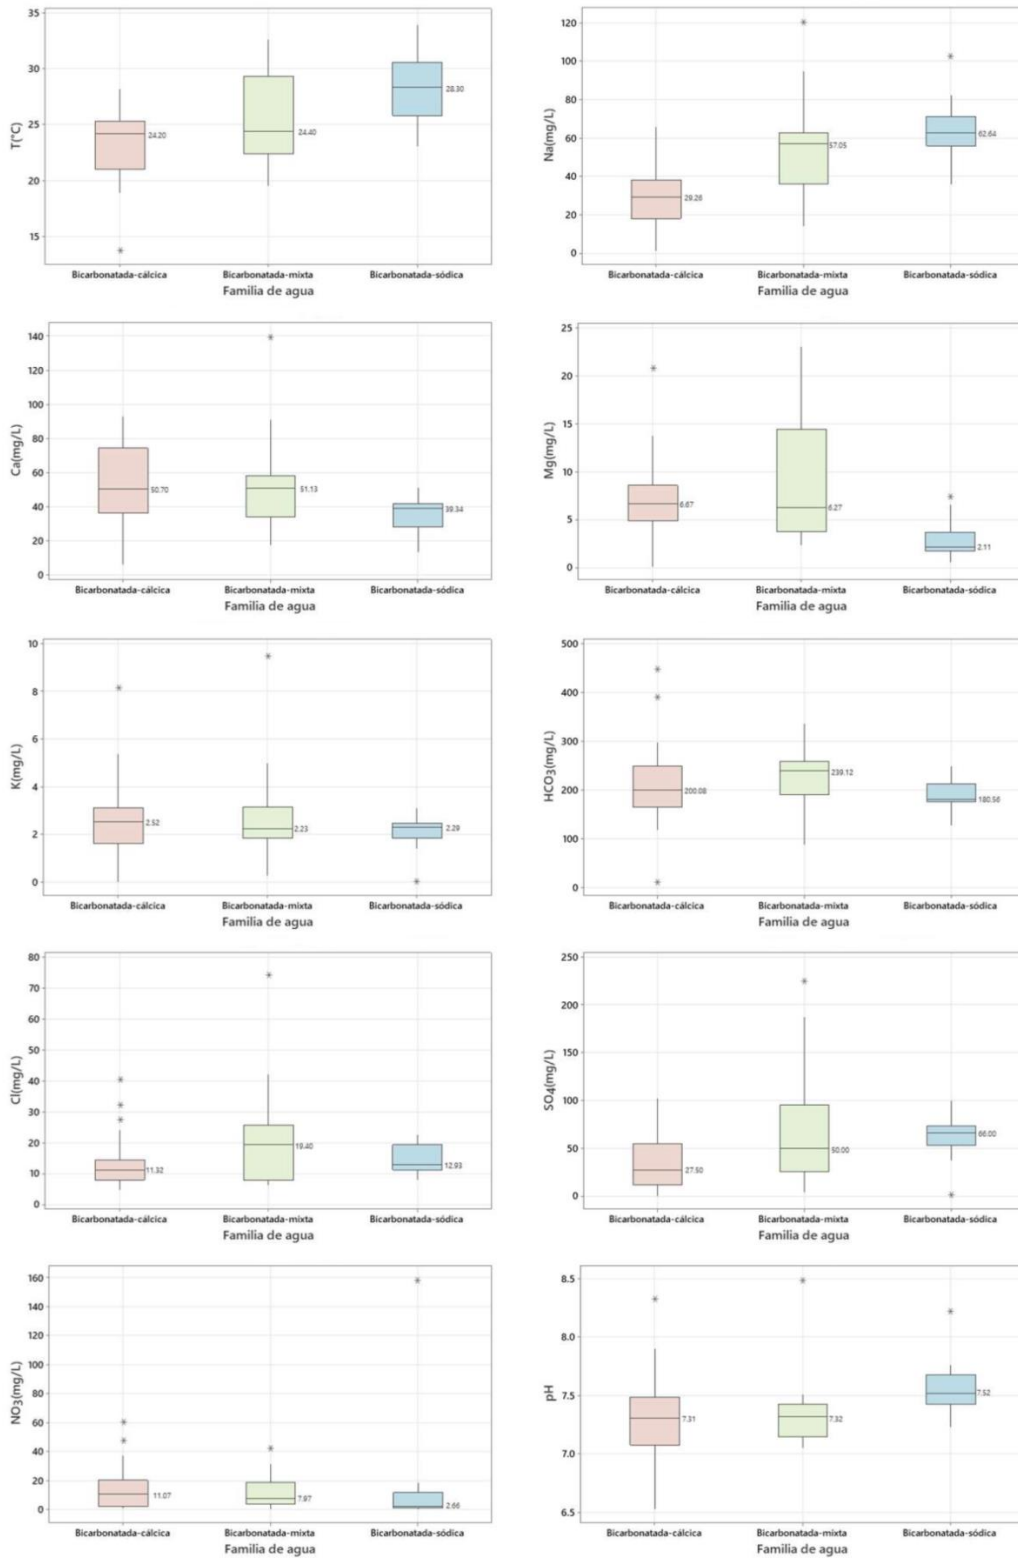 35
30
25
20
15
T(°C)
24.20
24.40
28.30
Bicarbonatada-cálcica
Bicarbonatada-mixta
Bicarbonatada-sódica
Familia de agua
120
100
80
60
40
20
0
Na(mg/L)
29.26
57.05
62.64
Bicarbonatada-cálcica
Bicarbonatada-mixta
Bicarbonatada-sódica
Familia de agua
140
120
100
80
60
40
20
0
Ca(mg/L)
50.70
51.13
39.34
Bicarbonatada-cálcica
Bicarbonatada-mixta
Bicarbonatada-sódica
Familia de agua
25
20
15
10
5
0
Mg(mg/L)
6.67
6.27
2.11
Bicarbonatada-cálcica
Bicarbonatada-mixta
Bicarbonatada-sódica
Familia de agua
10
8
6
4
2
0
K(mg/L)
2.52
2.23
2.29
Bicarbonatada-cálcica
Bicarbonatada-mixta
Bicarbonatada-sódica
Familia de agua
500
400
300
200
100
0
HCO3(mg/L)
200.08
239.12
180.56
Bicarbonatada-cálcica
Bicarbonatada-mixta
Bicarbonatada-sódica
Familia de agua
80
70
60
50
40
30
20
10
0
Cl(mg/L)
11.32
19.40
12.93
Bicarbonatada-cálcica
Bicarbonatada-mixta
Bicarbonatada-sódica
Familia de agua
250
200
150
100
50
0
SO4(mg/L)
27.50
50.00
66.00
Bicarbonatada-cálcica
Bicarbonatada-mixta
Bicarbonatada-sódica
Familia de agua
160
140
120
100
80
60
40
20
0
NO3(mg/L)
11.07
7.97
2.66
Bicarbonatada-cálcica
Bicarbonatada-mixta
Bicarbonatada-sódica
Familia de agua
8.5
8.0
7.5
7.0
6.5
pH
7.31
7.32
7.52
Bicarbonatada-cálcica
Bicarbonatada-mixta
Bicarbonatada-sódica
Familia de agua